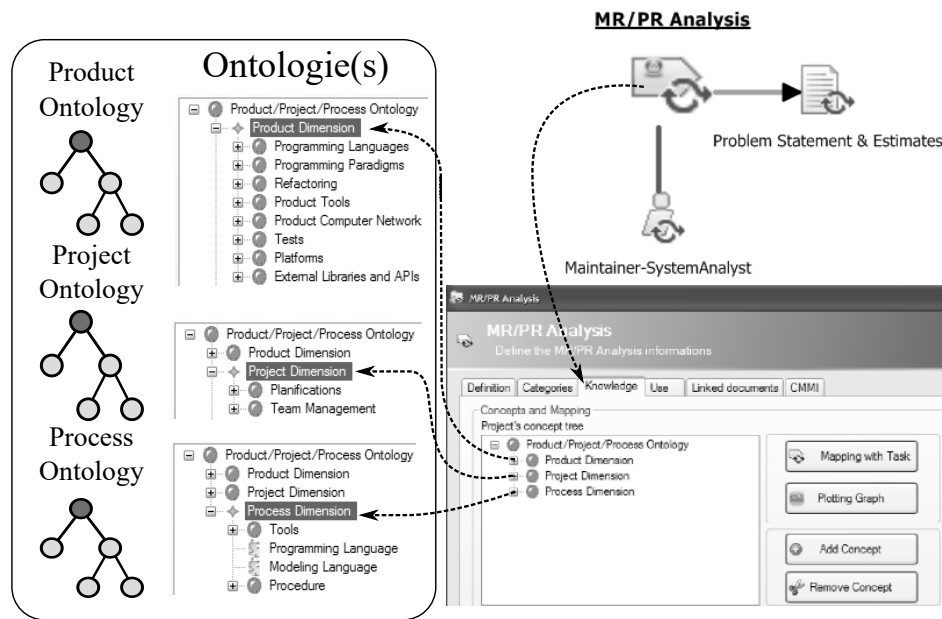 MR/PR Analysis
Problem Statement & Estimates
Maintainer-SystemAnalyst
Ontologie(s)
Product
Ontology
Product/Project/Process Ontology
Product Dimension
Programming Languages
Programming Paradigms
Refactoring
Product Tools
Product Computer Network
Tests
Platforms
External Libraries and APIs
Project
Ontology
Product/Project/Process Ontology
Product Dimension
Project Dimension
Planifications
Team Management
Process
Ontology
Product/Project/Process Ontology
Product Dimension
Project Dimension
Process Dimension
Tools
Programming Language
Modeling Language
Procedure
MR/PR Analysis
MR/PR Analysis
Define the MR/PR Analysis informations
Definition Categories Knowledge Use Linked documents CMMI
Concepts and Mapping
Project's concept tree
Product/Project/Process Ontology
Product Dimension
Project Dimension
Process Dimension
Mapping with Task
Plotting Graph
Add Concept
Remove Concept